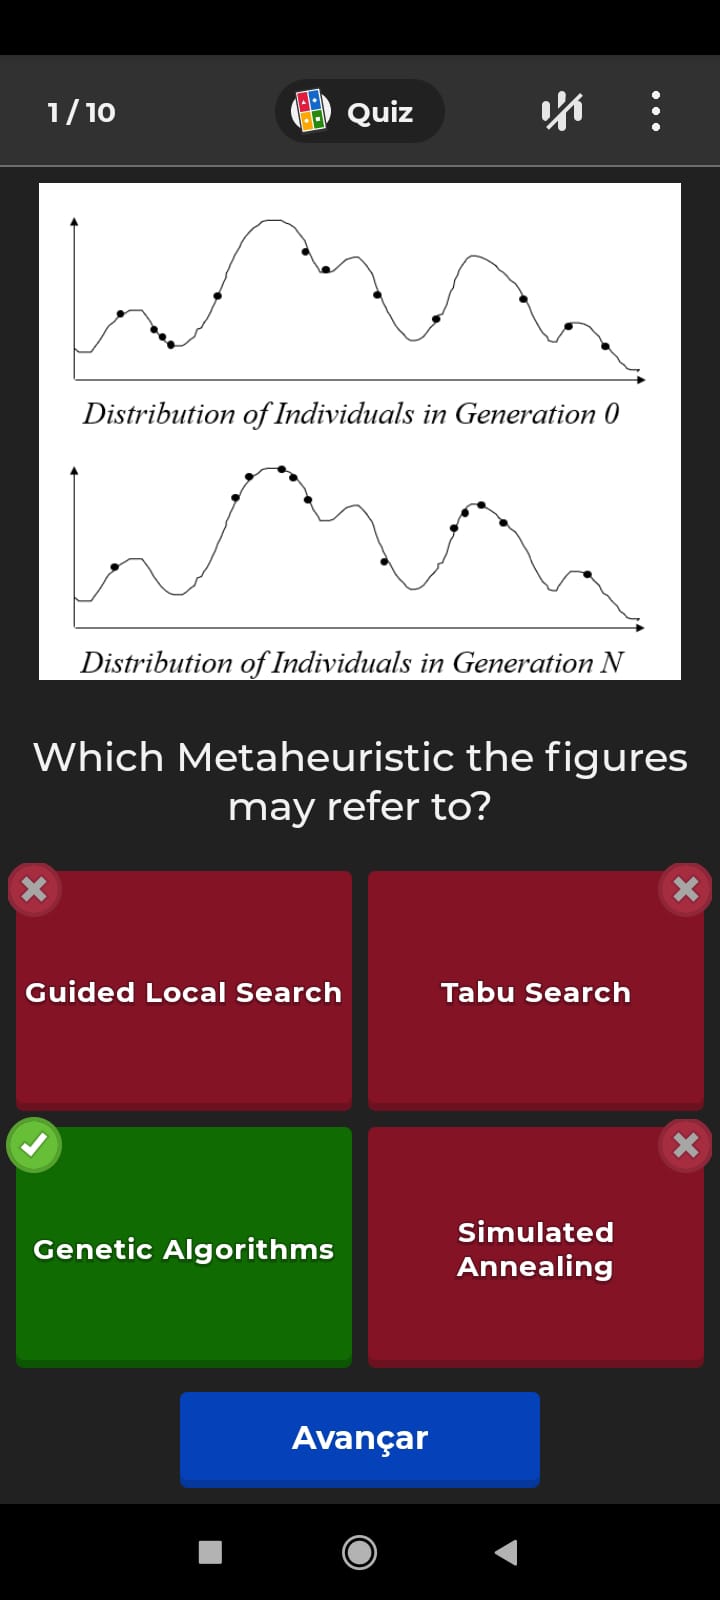 1 / 10
Quiz
Distribution of Individuals in Generation 0
Distribution of Individuals in Generation N
Which Metaheuristic the figures
may refer to?
Guided Local Search
Tabu Search
Genetic Algorithms
Simulated
Annealing
Avançar